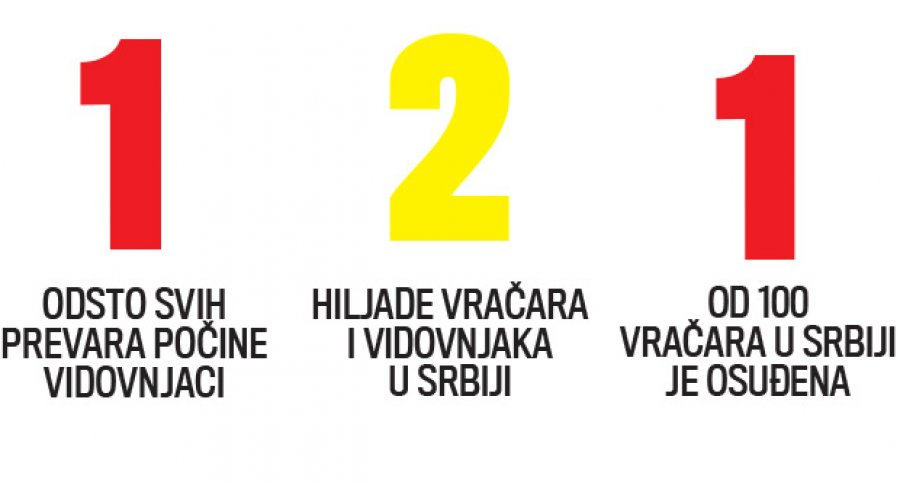 1
ODSTO SVIH
PREVARA POČINE
VIDOVNJACI
2
HILJADE VRAČARA
I VIDOVNJAKA
U SRBIJI
1
OD 100
VRAČARA U SRBIJI
JE OSUĐENA